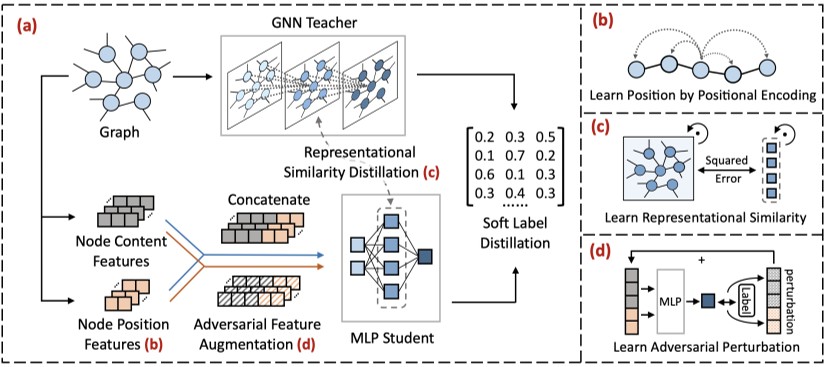 (a)
GNN Teacher
Graph
Representational
Similarity Distillation (c)
0.2 0.3 0.5
0.1 0.7 0.2
0.6 0.1 0.3
0.3 0.4 0.3
......
Soft Label
Distillation
Node Content
Features
Concatenate
Node Position
Features (b)
Adversarial Feature
Augmentation (d)
MLP Student
(b)
Learn Position by Positional Encoding
(c)
Squared
Error
Learn Representational Similarity
(d)
+
MLP
Label
perturbation
Learn Adversarial Perturbation